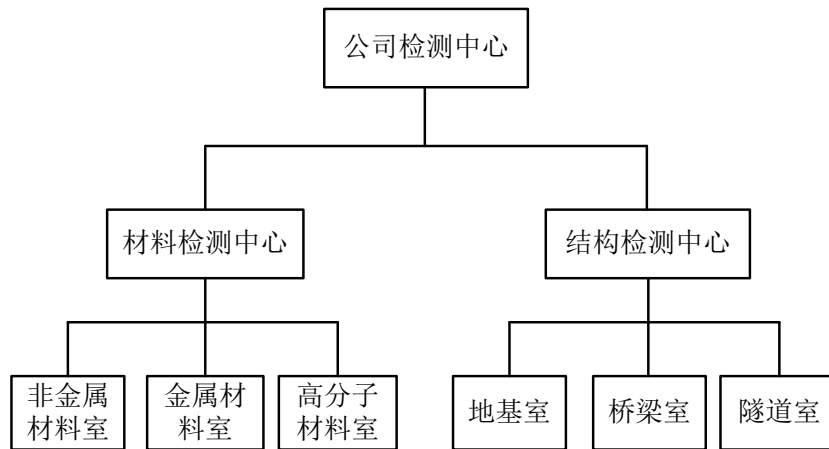 公司检测中心
材料检测中心
结构检测中心
非金属
材料室
金属材
料室
高分子
材料室
地基室
桥梁室
隧道室